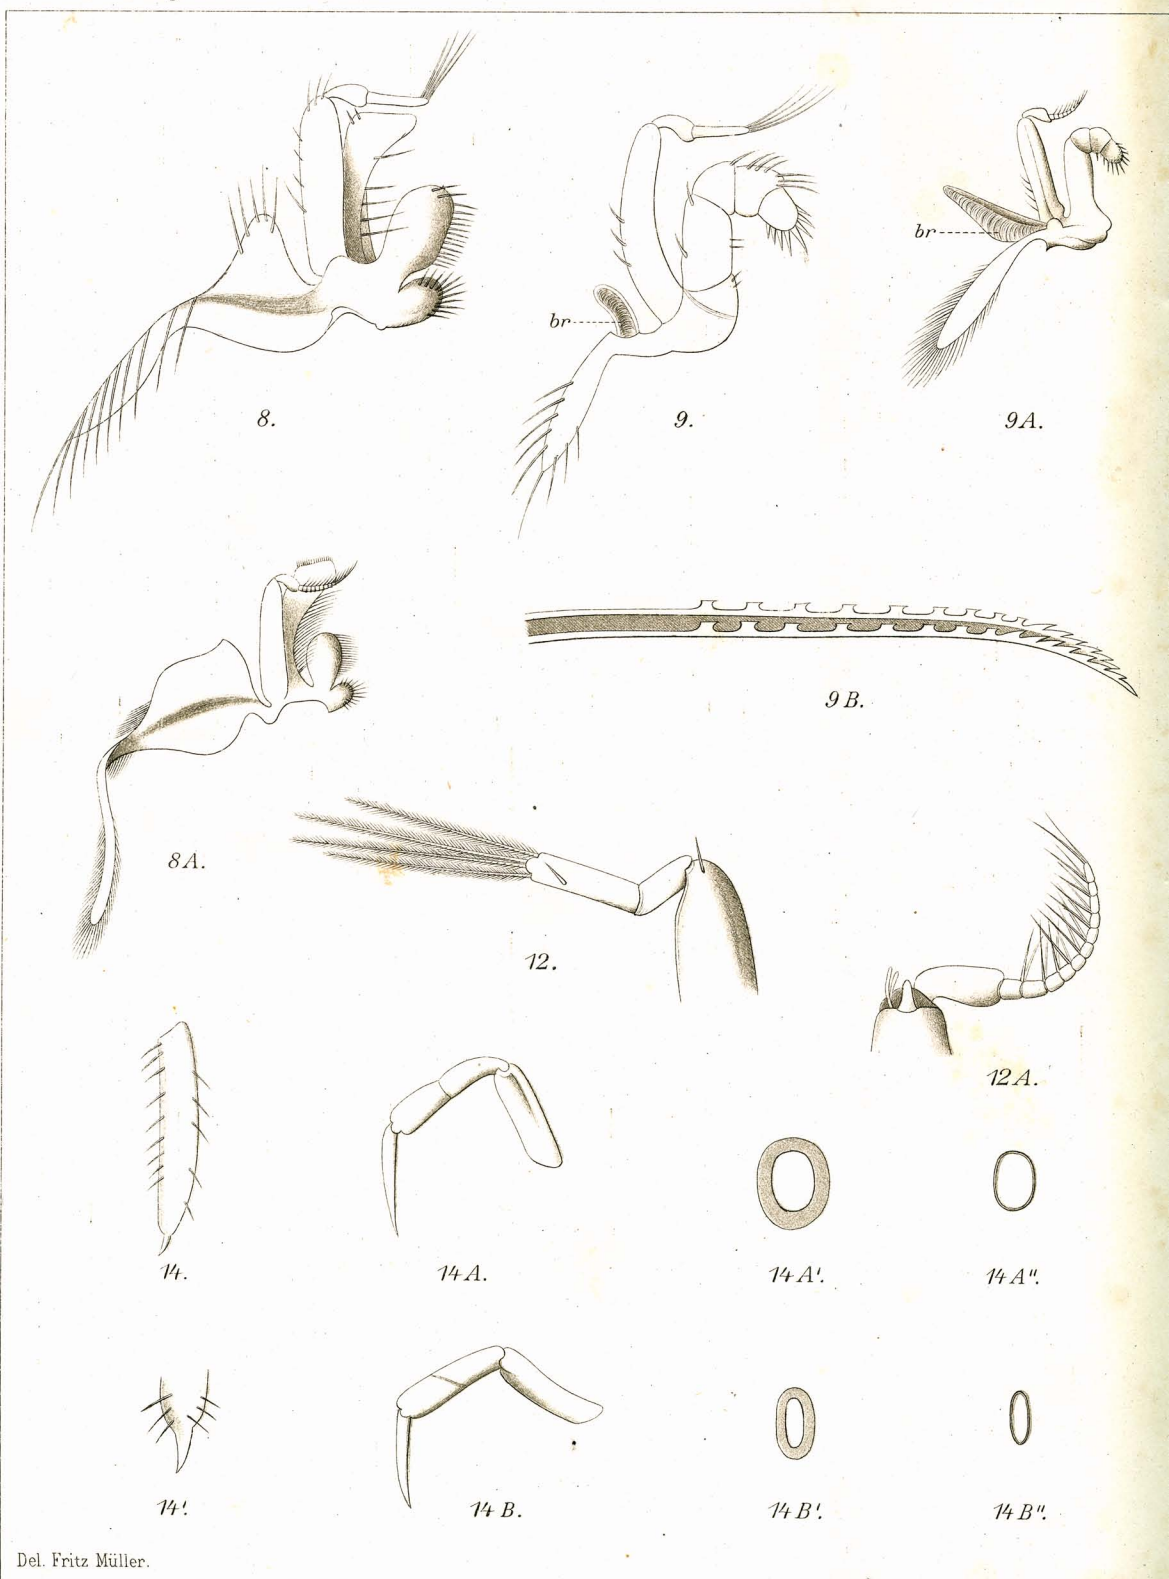 br
br
8.
9.
9A.
9B.
8A.
12.
12A.
14.
14A.
14A'.
14A".
14'.
14B.
14B'.
14B".
Del. Fritz Müller.